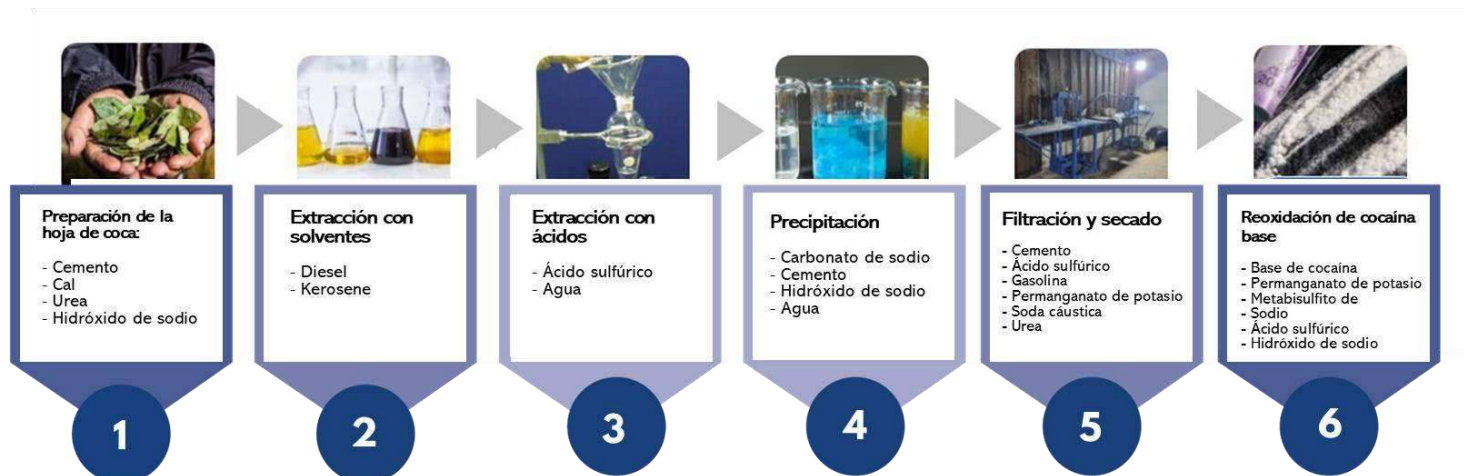 Preparación de la
hoja de coca:
- Cemento
- Cal
- Urea
- Hidróxido de sodio
1
Extracción con
solventes
- Diesel
- Kerosene
2
Extracción con
ácidos
- Ácido sulfúrico
- Agua
3
Precipitación
- Carbonato de sodio
- Cemento
- Hidróxido de sodio
- Agua
4
Filtración y secado
- Cemento
- Ácido sulfúrico
- Gasolina
- Permanganato de potasio
- Soda cáustica
- Urea
5
Reoxidación de cocaína
base
- Base de cocaína
- Permanganato de potasio
- Metabisulfito de
- Sodio
- Ácido sulfúrico
- Hidróxido de sodio
6